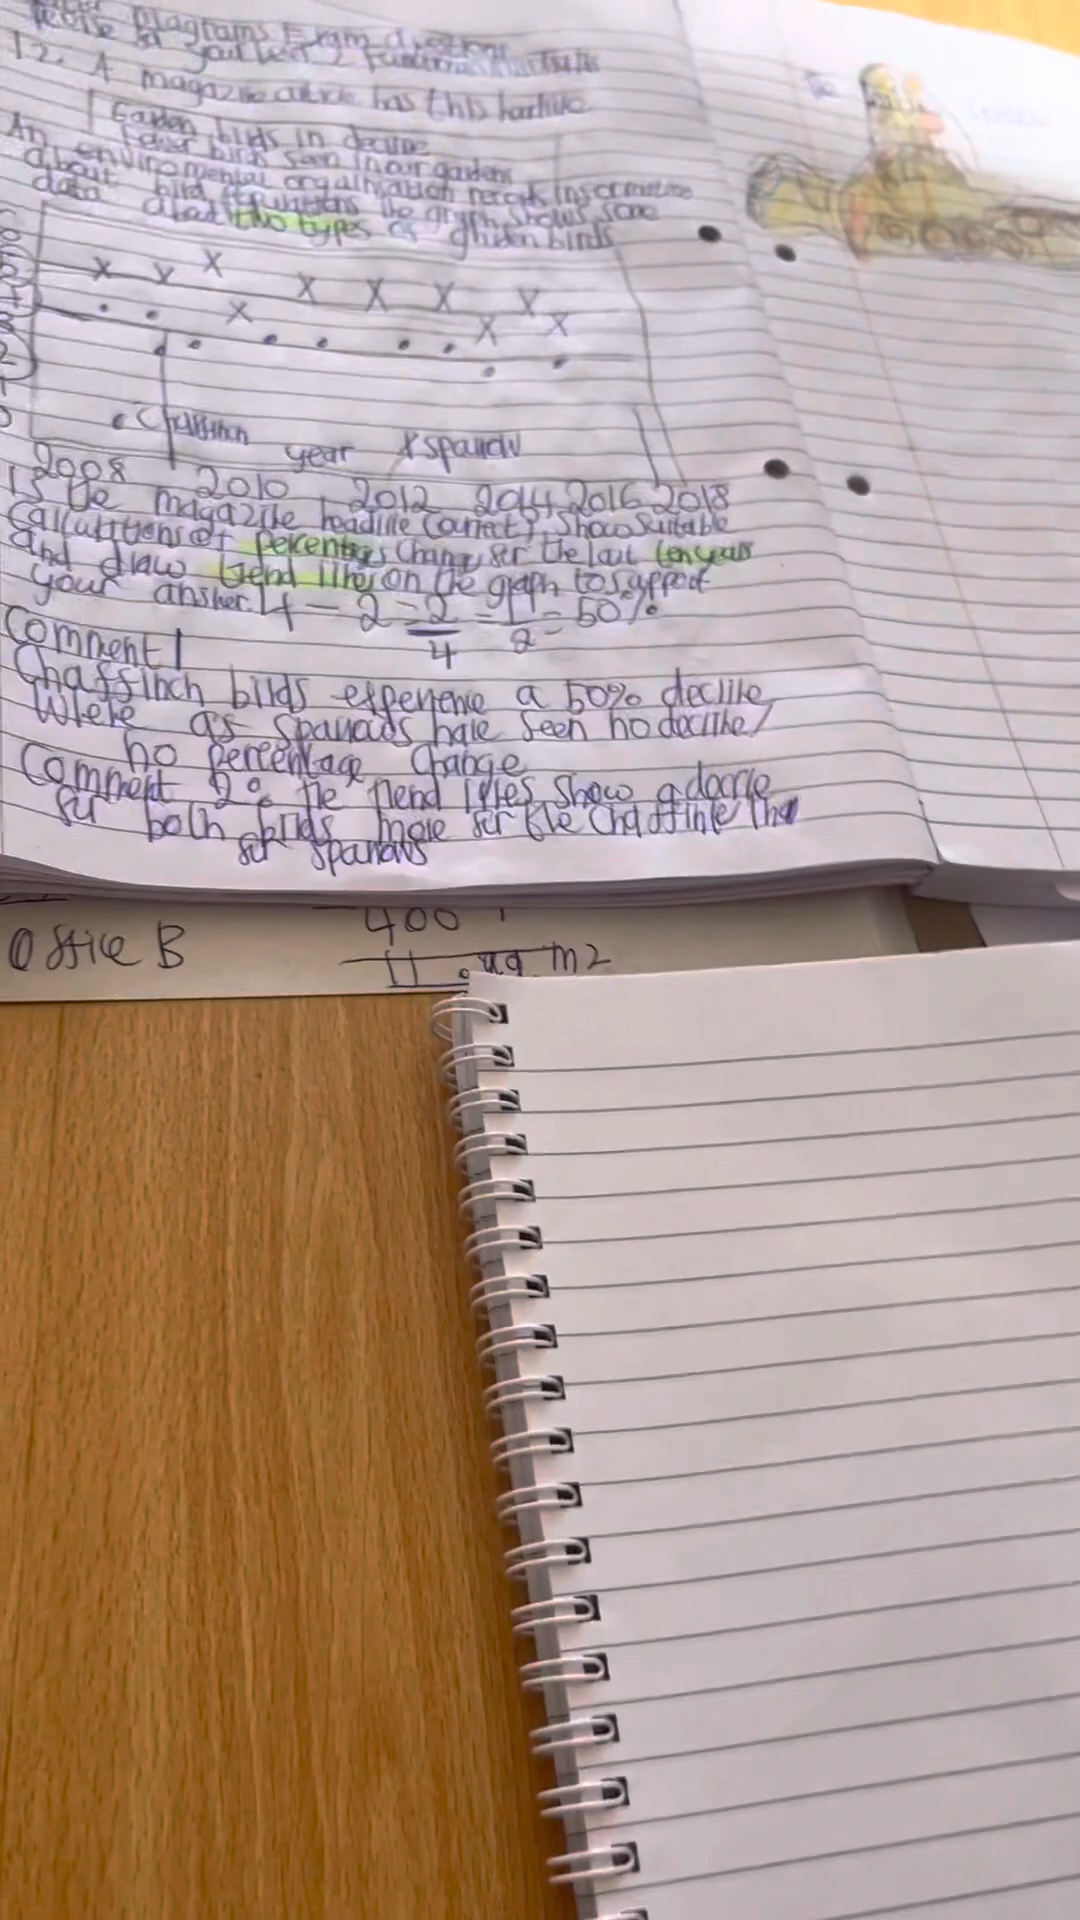 Diagrams Exam questions
12. A magazine article has this headline
Garden birds in decline
Fewer birds seen in our gardens
An enviromental organisation records information
about bird The graph shows some
data about two types of garden birds
Chaffinch year x sparrow
2008 2010 2012 2014 2016 2018
Is the magazine headline correct? Show suitable
Calculations of percentage change for the last ten years
and draw trend lines on the graph to support
your answer. 4 - 2 = 2/4 = 1/2 = 50%
Comment 1
Chaffinch birds experience a 50% decline
where as sparrows have seen no decline/
no percentage change
Comment 2: The trend lines show a
for both birds more for the chaffinch than
for sparrows
400
Office B
11. m2